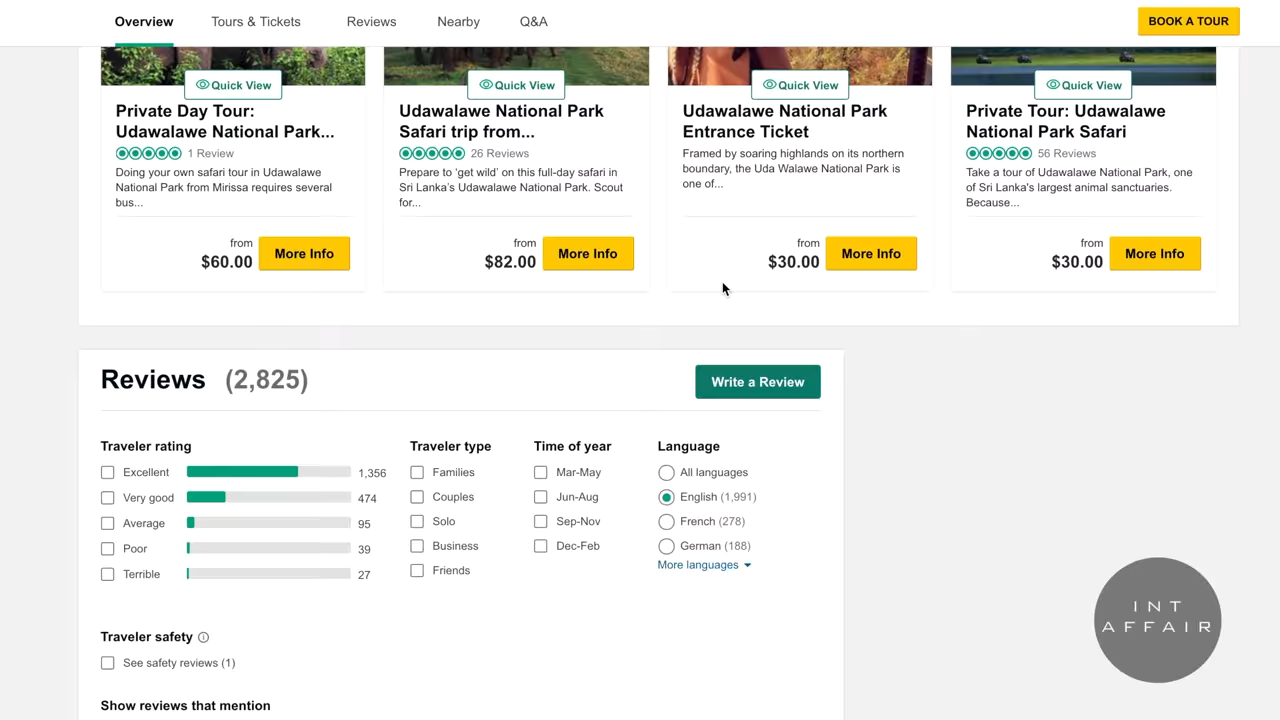 Overview Tours & Tickets Reviews Nearby Q&A BOOK A TOUR
Quick View Quick View Quick View Quick View
Private Day Tour:
Udawalawe National Park...
1 Review
Doing your own safari tour in Udawalawe
National Park from Mirissa requires several
bus...
from
$60.00 More Info
Udawalawe National Park
Safari trip from...
26 Reviews
Prepare to 'get wild' on this full-day safari in
Sri Lanka's Udawalawe National Park. Scout
for...
from
$82.00 More Info
Udawalawe National Park
Entrance Ticket
Framed by soaring highlands on its northern
boundary, the Uda Walawe National Park is
one of...
from
$30.00 More Info
Private Tour: Udawalawe
National Park Safari
56 Reviews
Take a tour of Udawalawe National Park, one
of Sri Lanka's largest animal sanctuaries.
Because...
from
$30.00 More Info
Reviews (2,825) Write a Review
Traveler rating
Excellent 1,356
Very good 474
Average 95
Poor 39
Terrible 27
Traveler type
Families
Couples
Solo
Business
Friends
Time of year
Mar-May
Jun-Aug
Sep-Nov
Dec-Feb
Language
All languages
English (1,991)
French (278)
German (188)
More languages
Traveler safety
See safety reviews (1)
Show reviews that mention
INT
AFFAIR